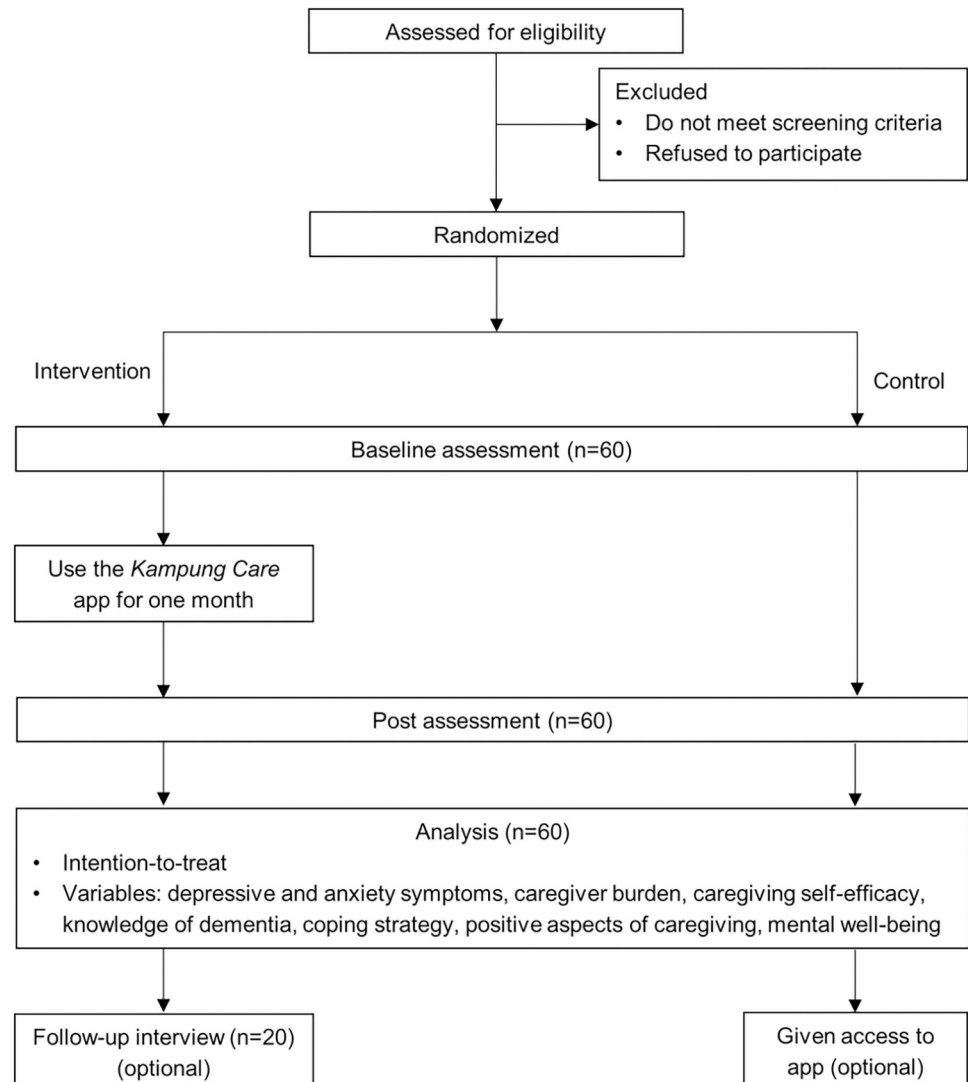 Assessed for eligibility
Excluded
• Do not meet screening criteria
• Refused to participate
Randomized
Intervention
Control
Baseline assessment (n=60)
Use the Kampung Care
app for one month
Post assessment (n=60)
Analysis (n=60)
• Intention-to-treat
• Variables: depressive and anxiety symptoms, caregiver burden, caregiving self-efficacy,
knowledge of dementia, coping strategy, positive aspects of caregiving, mental well-being
Follow-up interview (n=20)
(optional)
Given access to
app (optional)